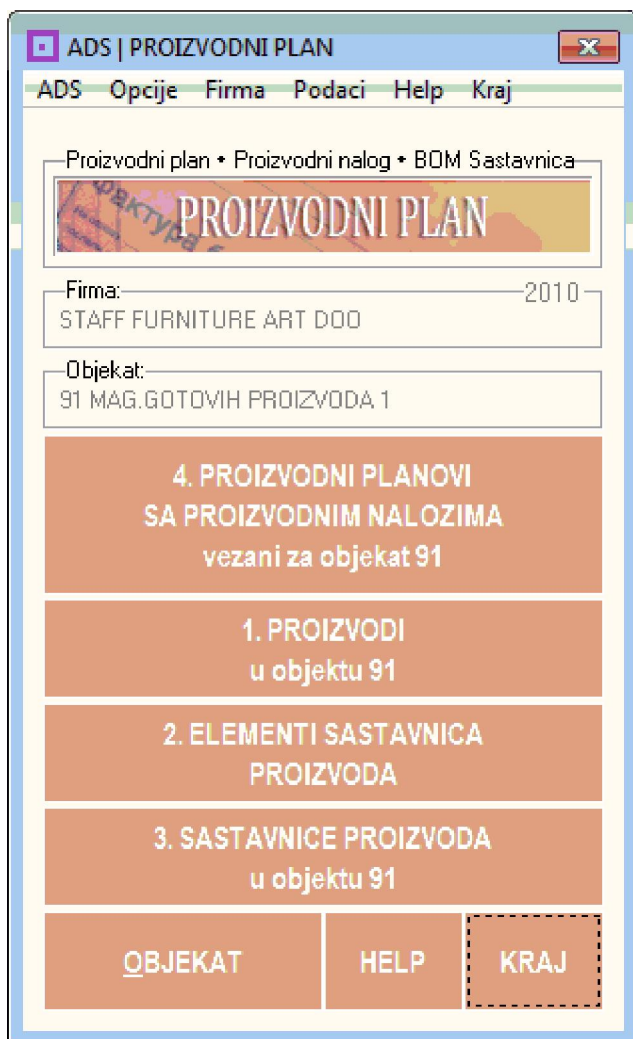 ADS | PROIZVODNI PLAN
ADS Opcije Firma Podaci Help Kraj
Proizvodni plan • Proizvodni nalog • BOM Sastavnica
фактура
PROIZVODNI PLAN
Firma: 2010
STAFF FURNITURE ART DOO
Objekat:
91 MAG.GOTOVIH PROIZVODA 1
4. PROIZVODNI PLANOVI
SA PROIZVODNIM NALOZIMA
vezani za objekat 91
1. PROIZVODI
u objektu 91
2. ELEMENTI SASTAVNICA
PROIZVODA
3. SASTAVNICE PROIZVODA
u objektu 91
OBJEKAT HELP KRAJ